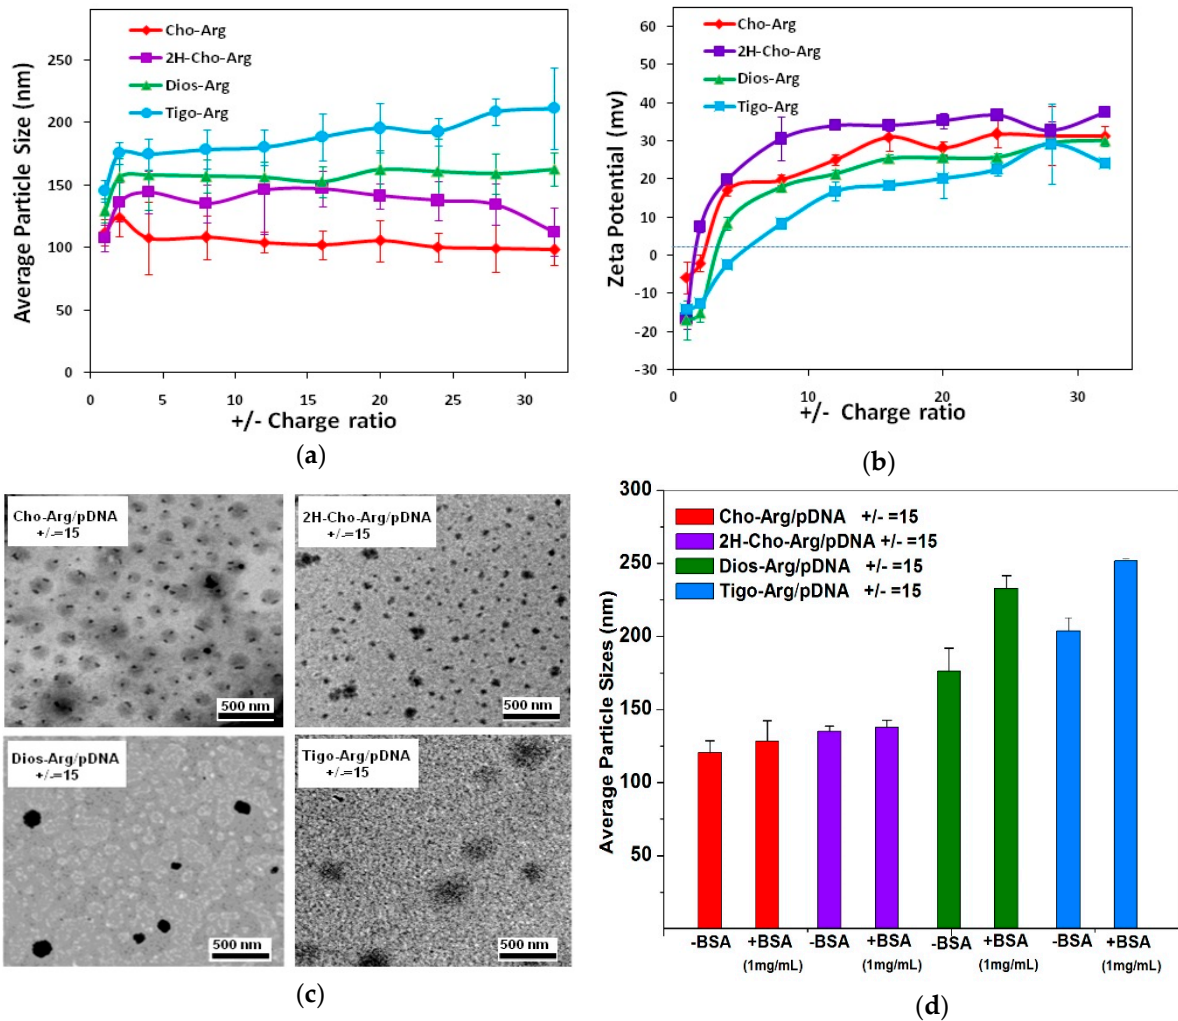 Cho-Arg
2H-Cho-Arg
Dios-Arg
Tigo-Arg
Average Particle Size (nm)
250
200
150
100
50
0
0 5 10 15 20 25 30
+/- Charge ratio
(a)
Cho-Arg
2H-Cho-Arg
Dios-Arg
Tigo-Arg
Zeta Potential (mv)
60
50
40
30
20
10
0
-10
-20
-30
0 10 20 30
+/- Charge ratio
(b)
Cho-Arg/pDNA
+/-=15
500 nm
2H-Cho-Arg/pDNA
+/-=15
500 nm
Dios-Arg/pDNA
+/-=15
500 nm
Tigo-Arg/pDNA
+/-=15
500 nm
(c)
Cho-Arg/pDNA +/- =15
2H-Cho-Arg/pDNA +/- =15
Dios-Arg/pDNA +/- =15
Tigo-Arg/pDNA +/- =15
Average Particle Sizes (nm)
300
250
200
150
100
50
-BSA +BSA -BSA +BSA -BSA +BSA -BSA +BSA
(1mg/mL) (1mg/mL) (1mg/mL) (1mg/mL)
(d)